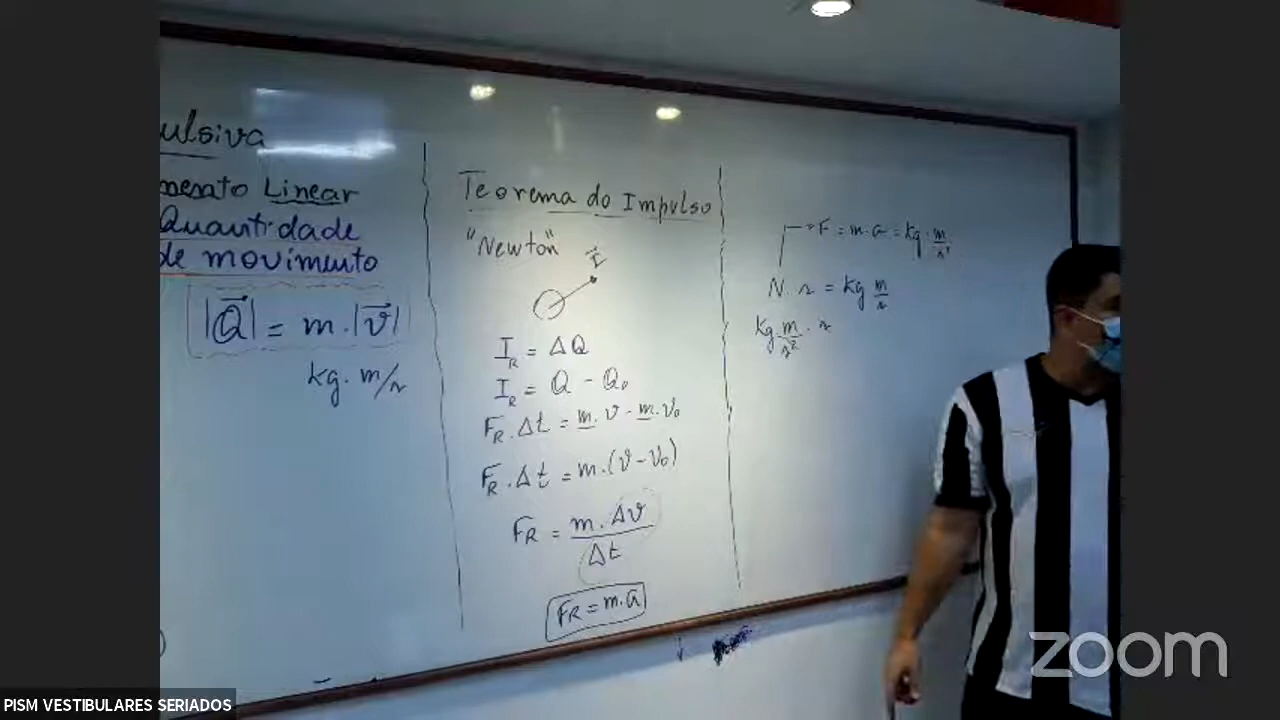 ulsiva
mento Linear
Quantidade
de movimento
|Q⃗| = m.|v⃗|
kg. m/s
Teorema do Impulso
"Newton"
I_R = ΔQ
I_R = Q - Q₀
F_R.Δt = m.v - m.v₀
F_R.Δt = m.(v-v₀)
F_R = m.Δv / Δt
F_R = m.a
F = m.a = kg.m/s²
N.s = kg m/s
kg.m/s².s
zoom
PISM VESTIBULARES SERIADOS